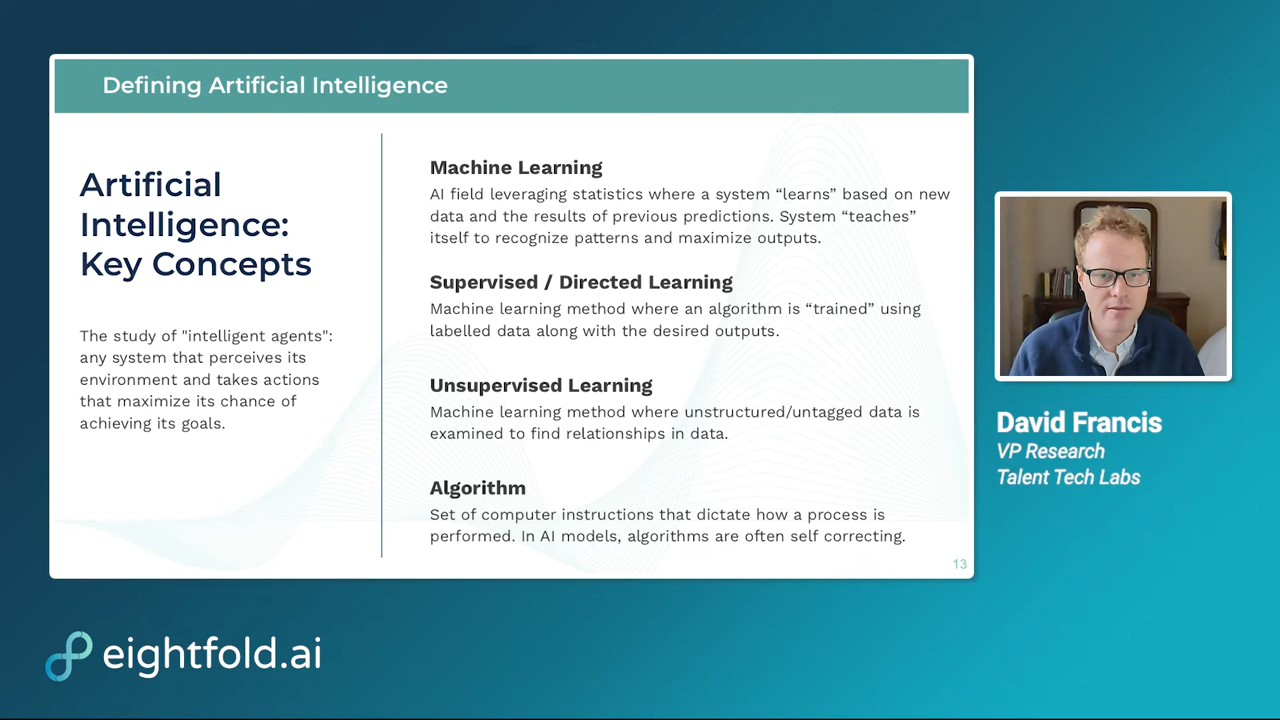 Defining Artificial Intelligence
Artificial
Intelligence:
Key Concepts
The study of "intelligent agents":
any system that perceives its
environment and takes actions
that maximize its chance of
achieving its goals.
Machine Learning
AI field leveraging statistics where a system “learns” based on new
data and the results of previous predictions. System “teaches”
itself to recognize patterns and maximize outputs.
Supervised / Directed Learning
Machine learning method where an algorithm is “trained” using
labelled data along with the desired outputs.
Unsupervised Learning
Machine learning method where unstructured/untagged data is
examined to find relationships in data.
Algorithm
Set of computer instructions that dictate how a process is
performed. In AI models, algorithms are often self correcting.
13
David Francis
VP Research
Talent Tech Labs
eightfold.ai